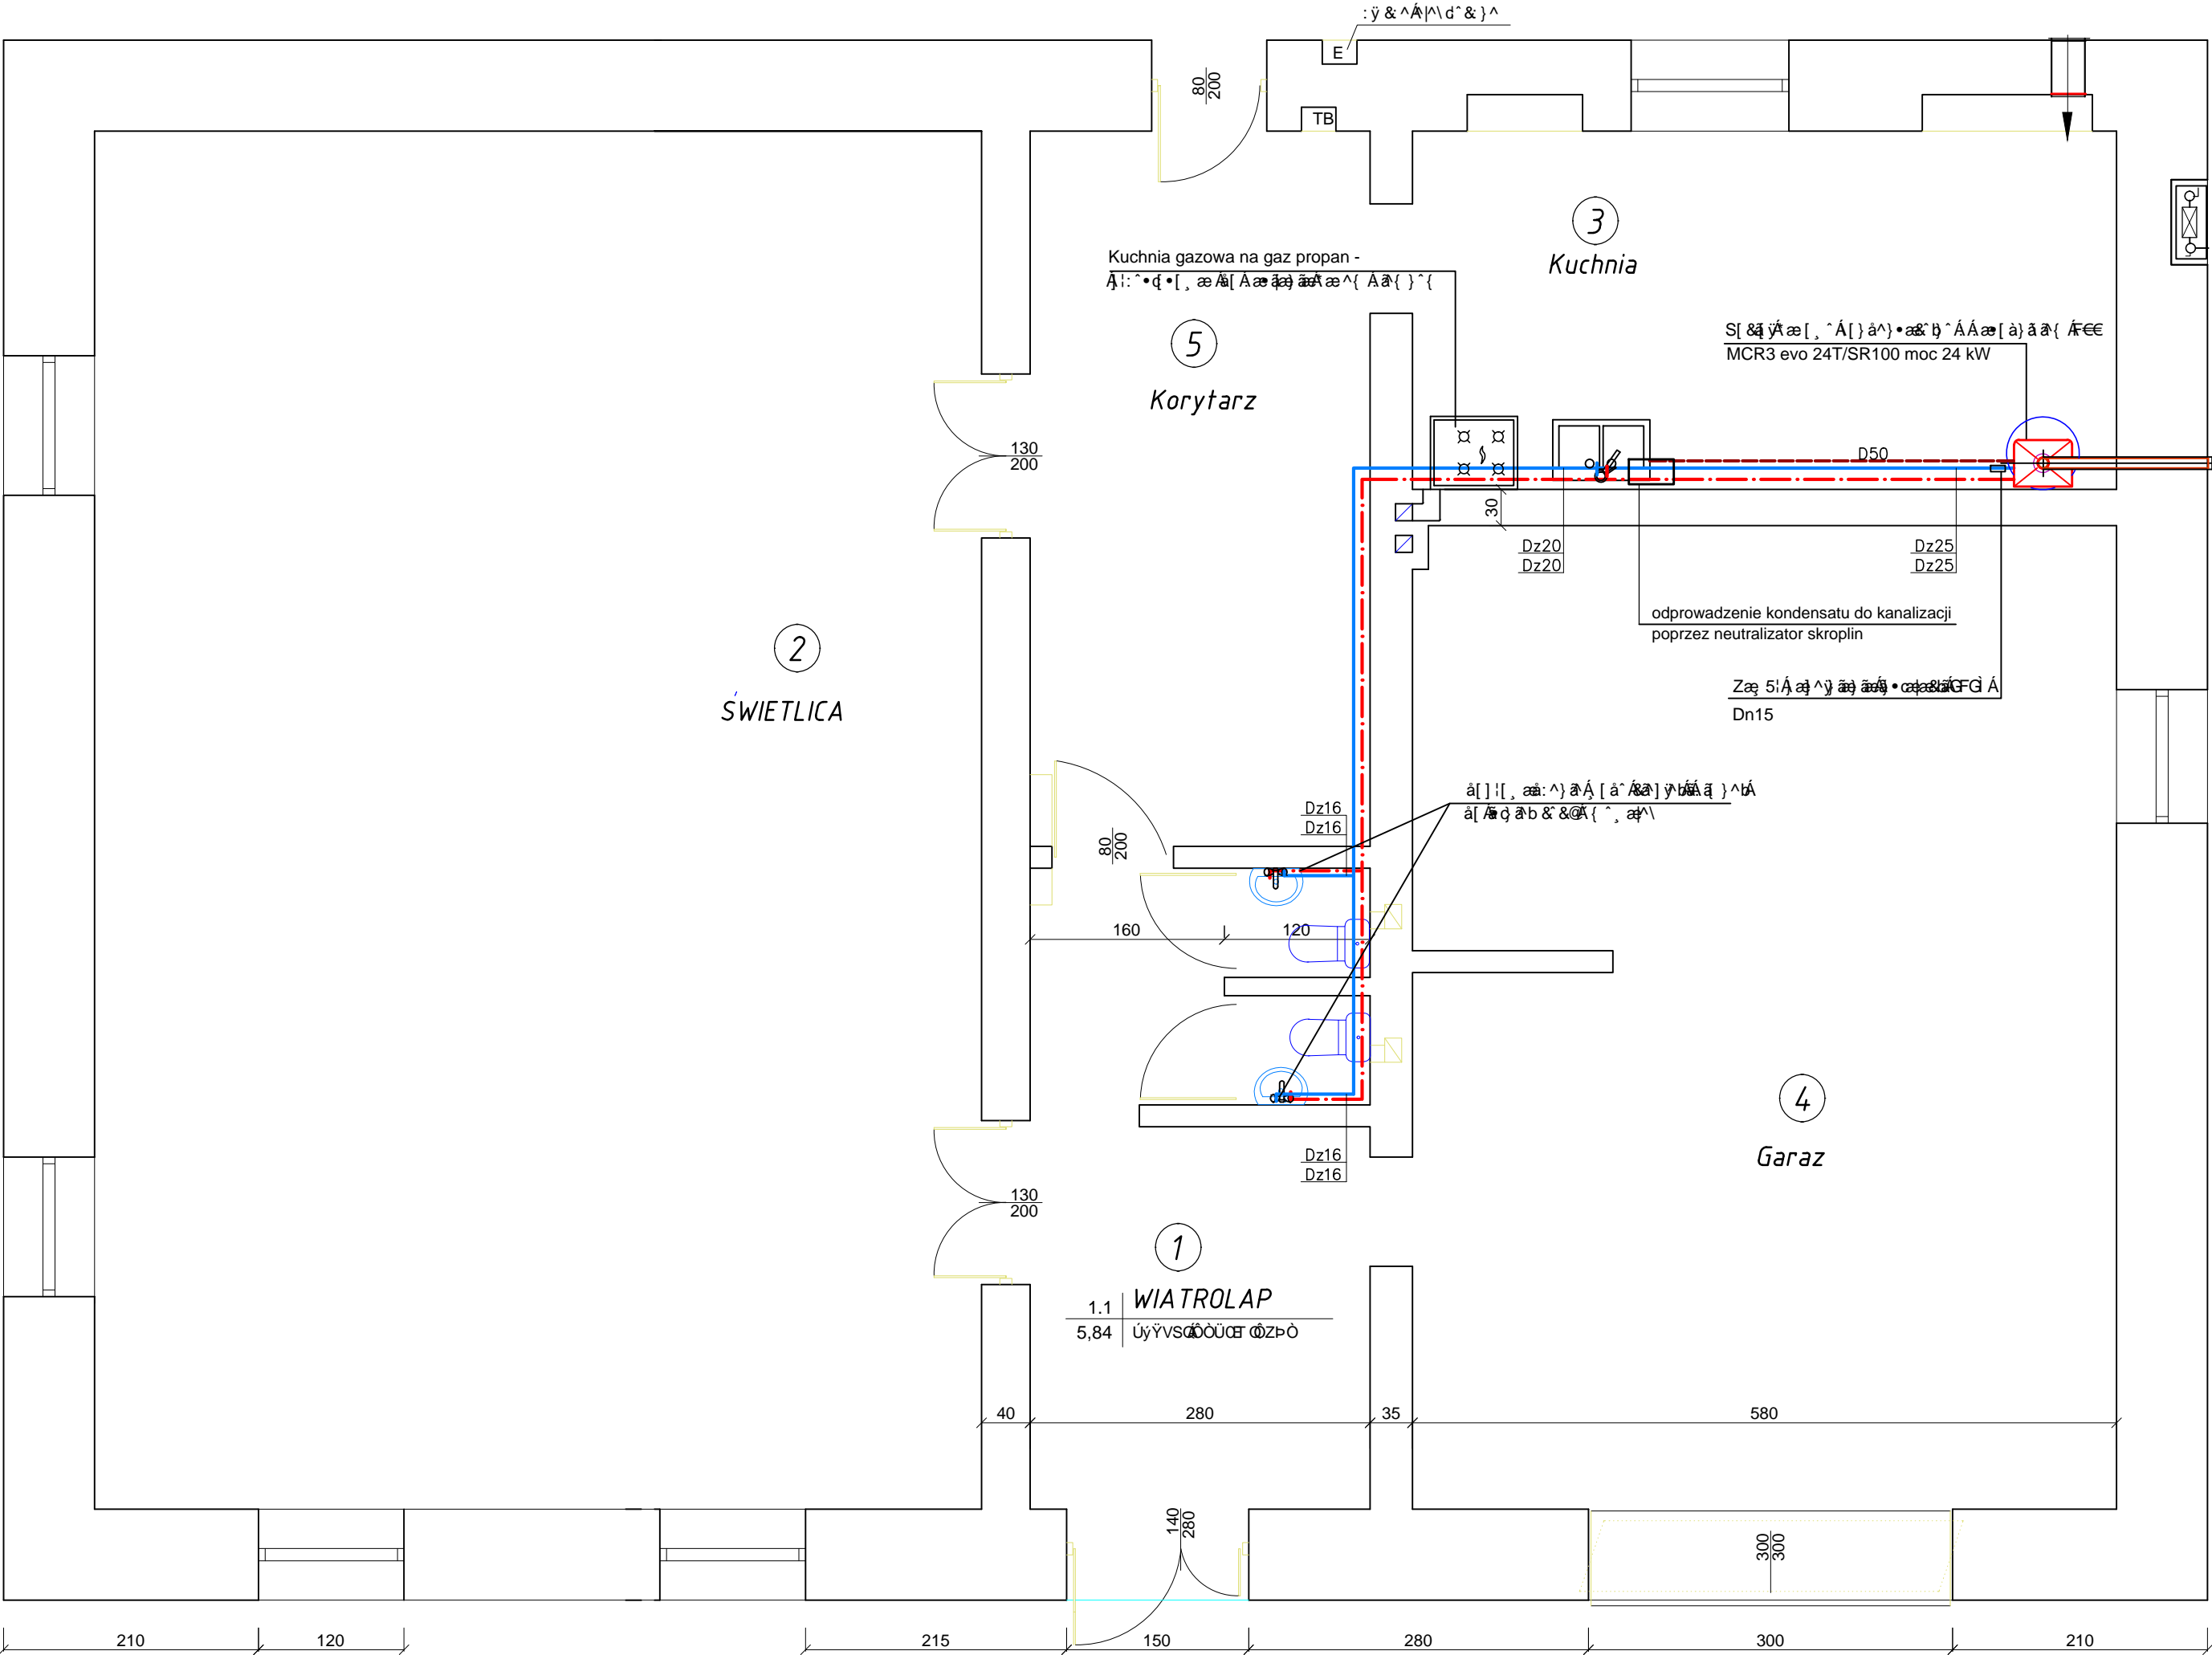 E
80
200
TB
3
Kuchnia
Kuchnia gazowa na gaz propan -
5
Korytarz
MCR3 evo 24T/SR100 moc 24 kW
130
200
D50
30
Dz20
Dz20
Dz25
Dz25
odprowadzenie kondensatu do kanalizacji
poprzez neutralizator skroplin
2
ŚWIETLICA
Dn15
Dz16
Dz16
80
200
160
120
4
Garaz
Dz16
Dz16
130
200
1
1.1 WIATROLAP
5,84
40
280
35
580
140
280
300
300
210
120
215
150
280
300
210